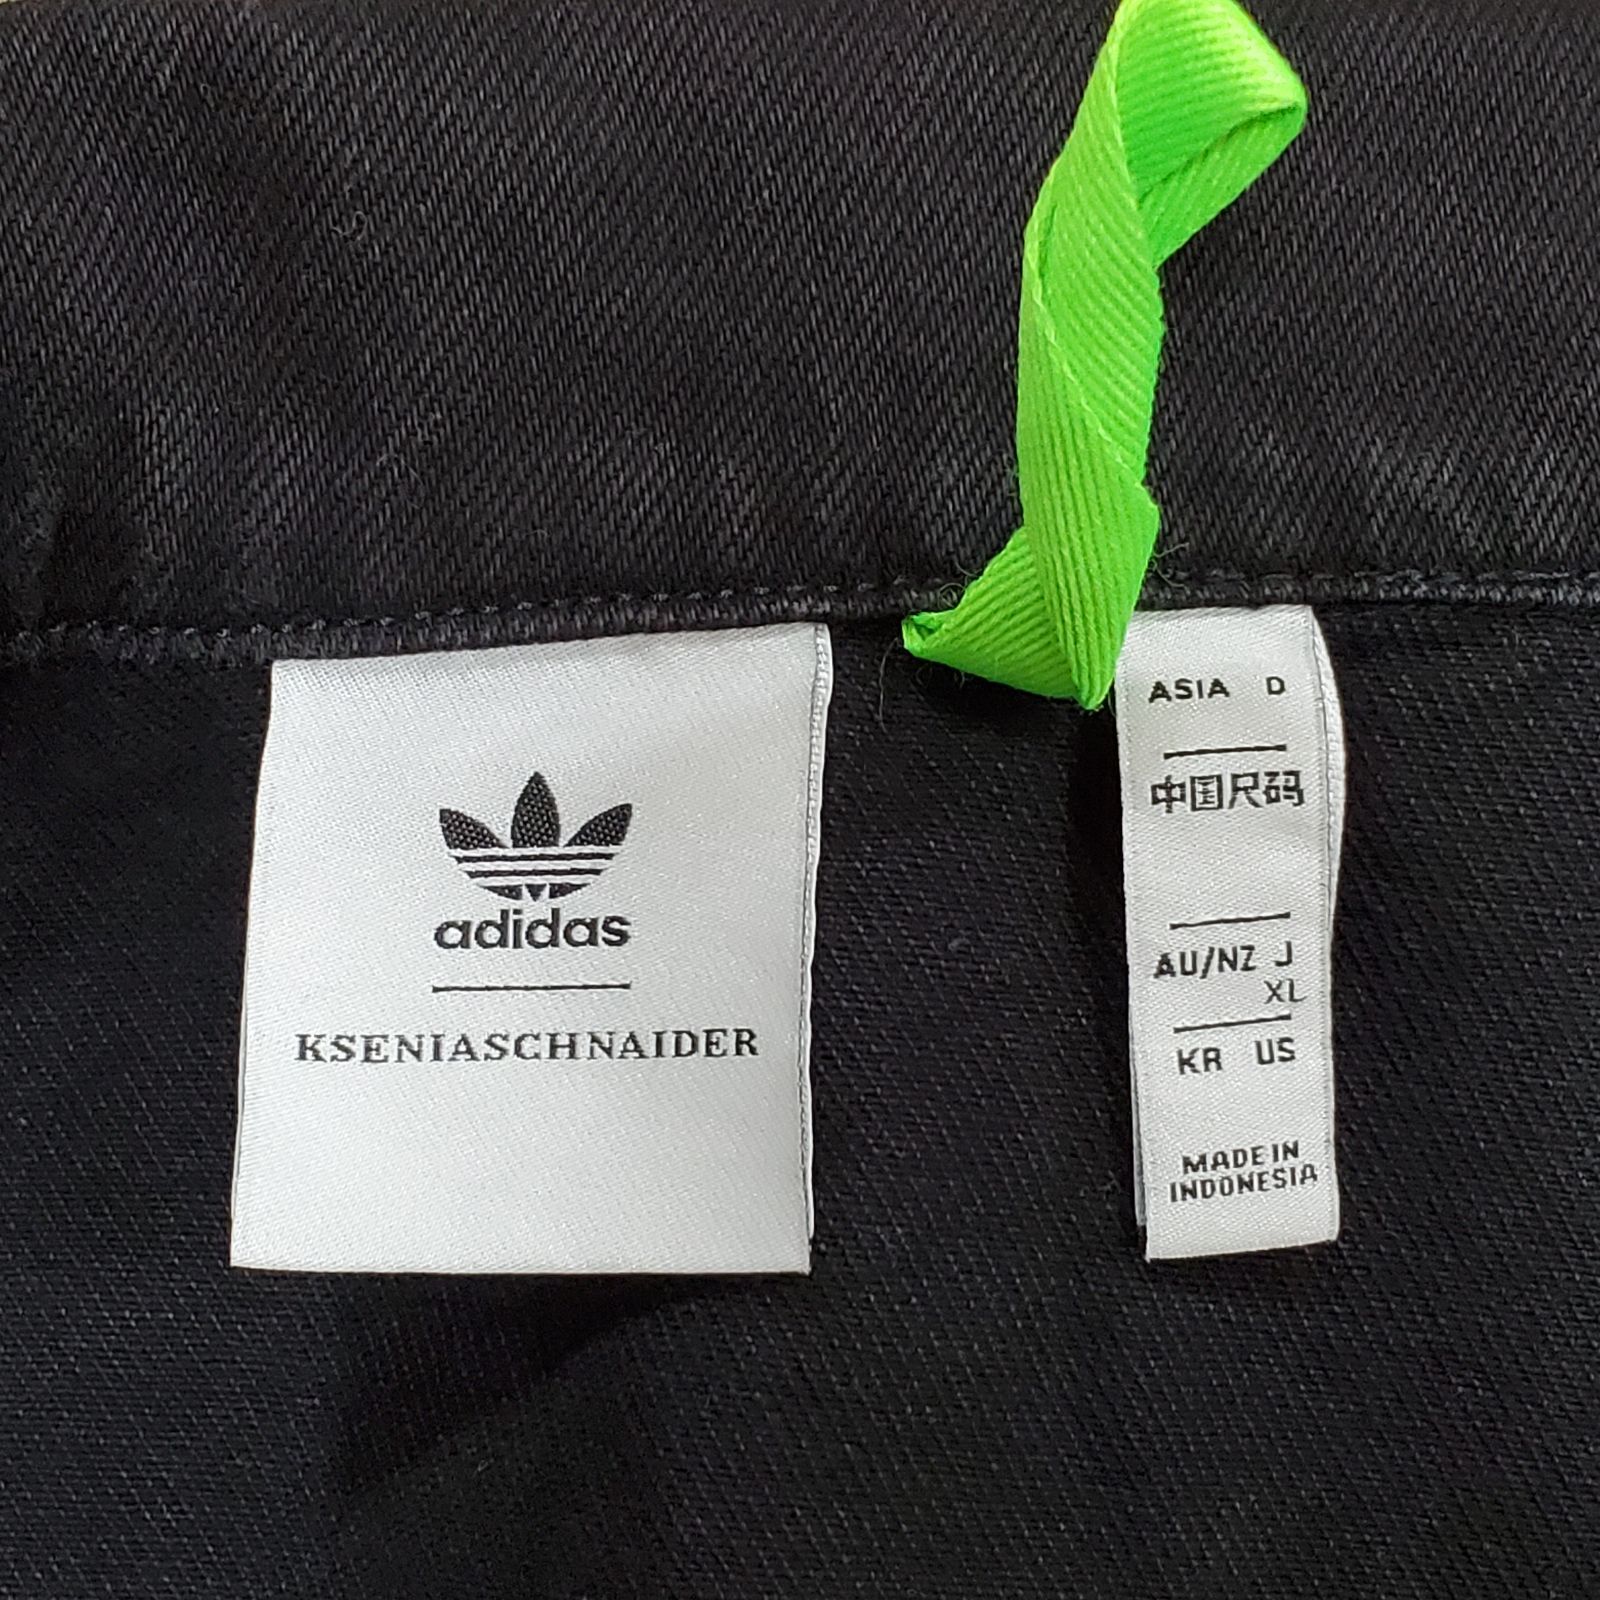 adidas
KSENIASCHNAIDER
ASIA D
中国尺码
AU/NZ J
XL
KR US
MADE IN
INDONESIA